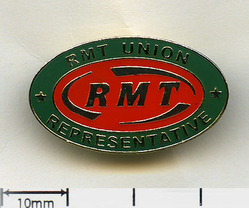 RMT UNION
RMT
REPRESENTATIVE
10mm